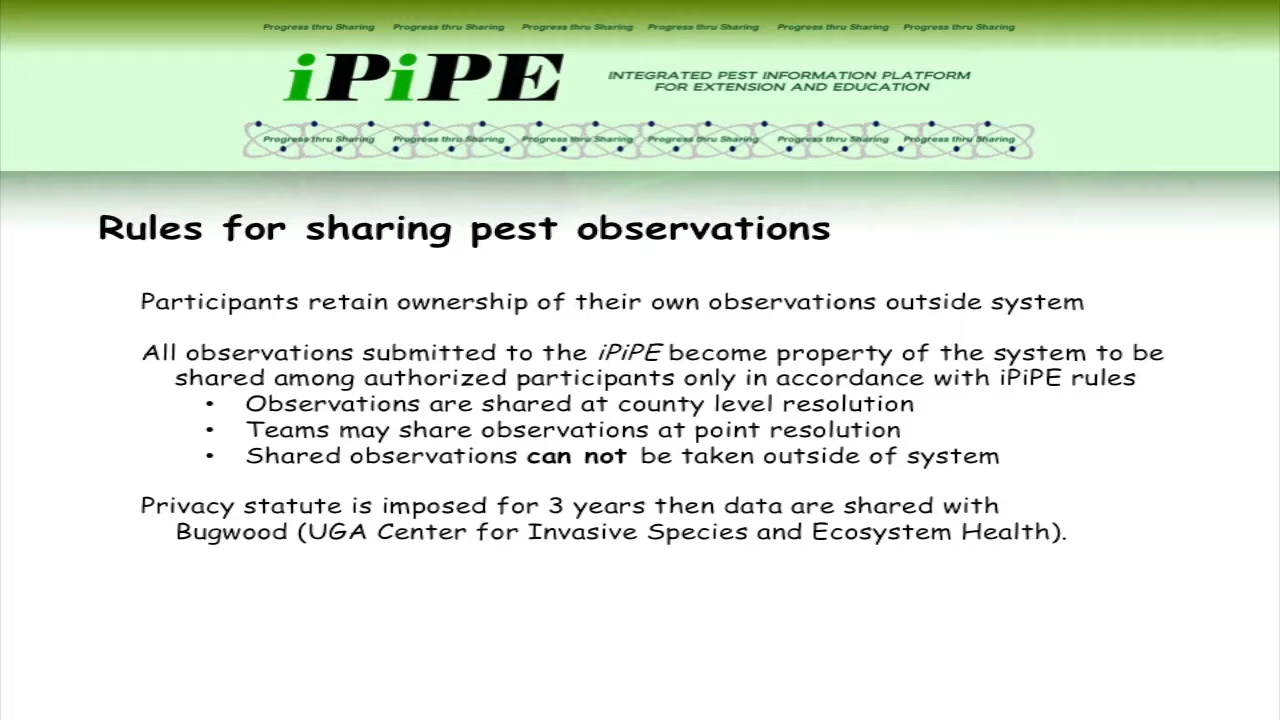 Progress thru Sharing Progress thru Sharing Progress thru Sharing Progress thru Sharing Progress thru Sharing Progress thru Sharing
iPiPE
INTEGRATED PEST INFORMATION PLATFORM
FOR EXTENSION AND EDUCATION
Progress thru Sharing Progress thru Sharing Progress thru Sharing Progress thru Sharing Progress thru Sharing Progress thru Sharing
Rules for sharing pest observations
Participants retain ownership of their own observations outside system
All observations submitted to the iPiPE become property of the system to be
shared among authorized participants only in accordance with iPiPE rules
• Observations are shared at county level resolution
• Teams may share observations at point resolution
• Shared observations can not be taken outside of system
Privacy statute is imposed for 3 years then data are shared with
Bugwood (UGA Center for Invasive Species and Ecosystem Health).